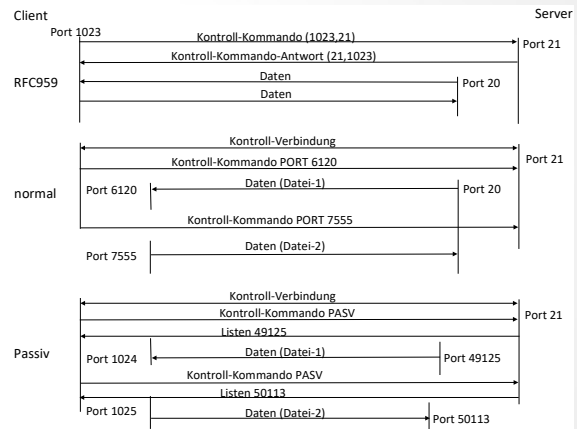 Client
Server
Port 1023
Kontroll-Kommando (1023,21)
Port 21
Kontroll-Kommando-Antwort (21,1023)
RFC959
Daten
Port 20
Daten
Kontroll-Verbindung
Port 21
Kontroll-Kommando PORT 6120
normal
Port 6120
Daten (Datei-1)
Port 20
Kontroll-Kommando PORT 7555
Port 7555
Daten (Datei-2)
Kontroll-Verbindung
Kontroll-Kommando PASV
Port 21
Listen 49125
Passiv
Port 1024
Daten (Datei-1)
Port 49125
Kontroll-Kommando PASV
Listen 50113
Port 1025
Daten (Datei-2)
Port 50113